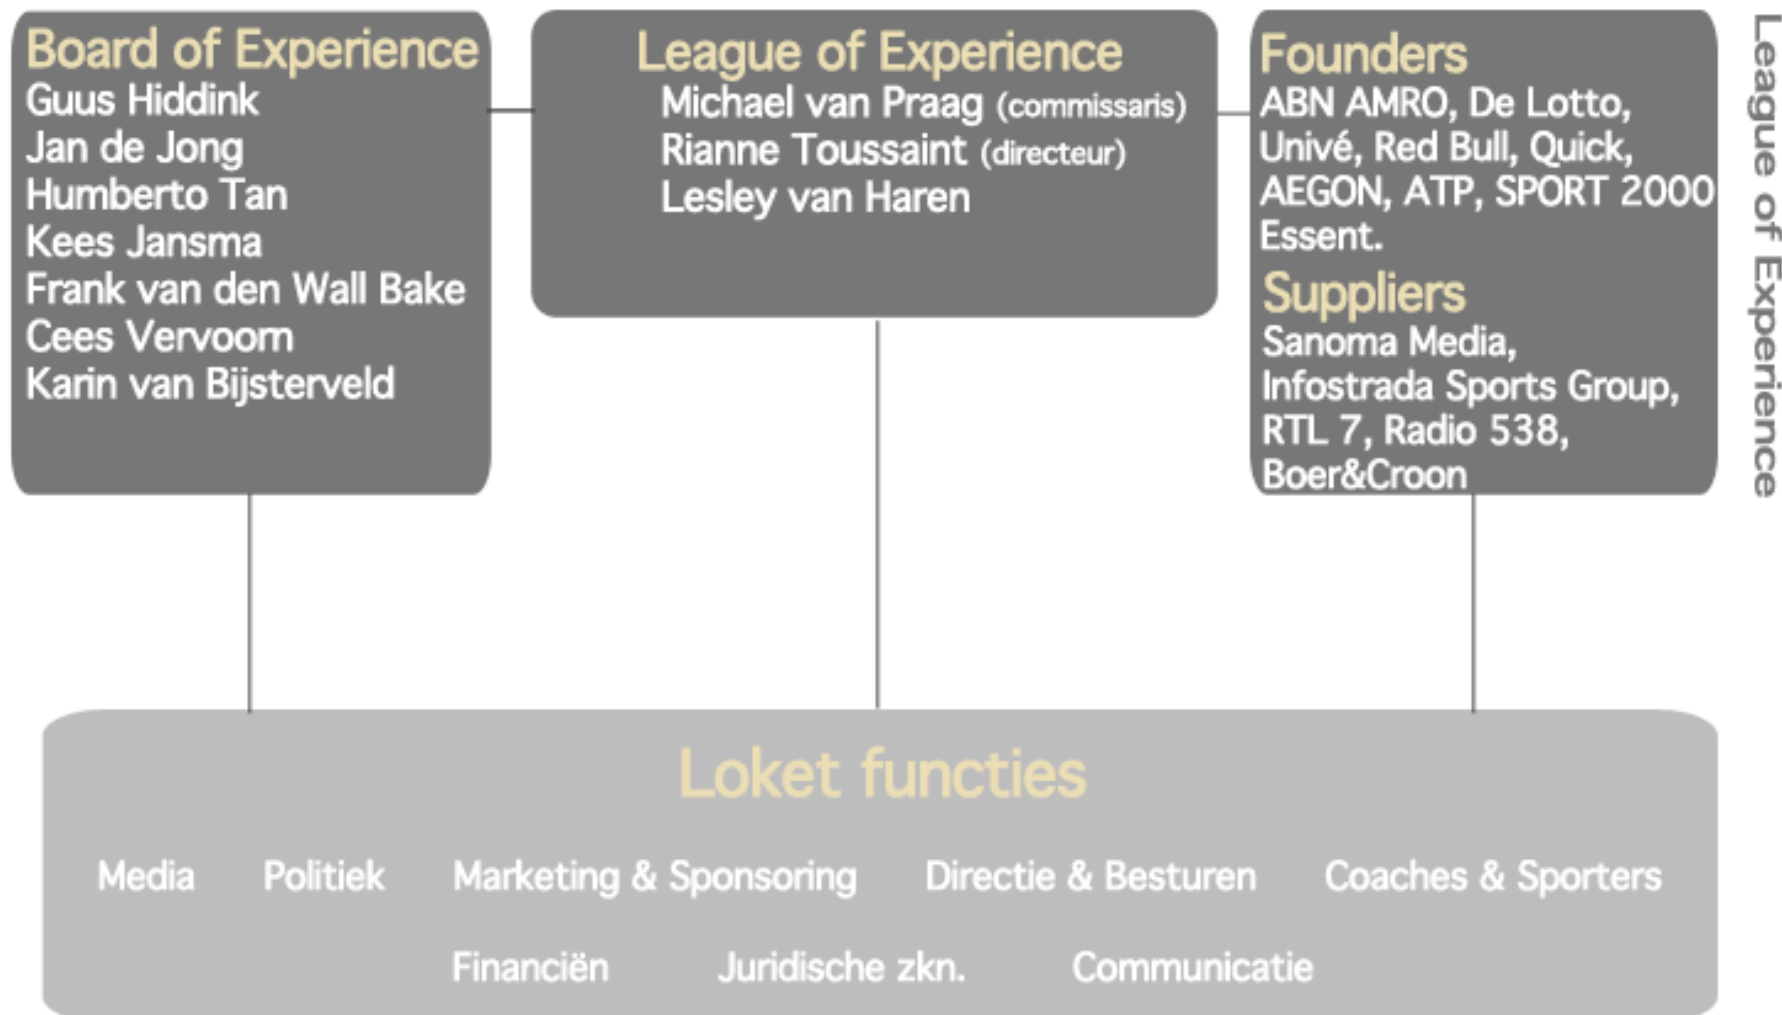 Board of Experience
Guus Hiddink
Jan de Jong
Humberto Tan
Kees Jansma
Frank van den Wall Bake
Cees Vervoorn
Karin van Bijsterveld
League of Experience
Michael van Praag (commissaris)
Rianne Toussaint (directeur)
Lesley van Haren
Founders
ABN AMRO, De Lotto,
Univé, Red Bull, Quick,
AEGON, ATP, SPORT 2000
Essent.
Suppliers
Sanoma Media,
Infostrada Sports Group,
RTL 7, Radio 538,
Boer&Croon
League of Experience
Loket functies
Media Politiek Marketing & Sponsoring Directie & Besturen Coaches & Sporters
Financiën Juridische zkn. Communicatie